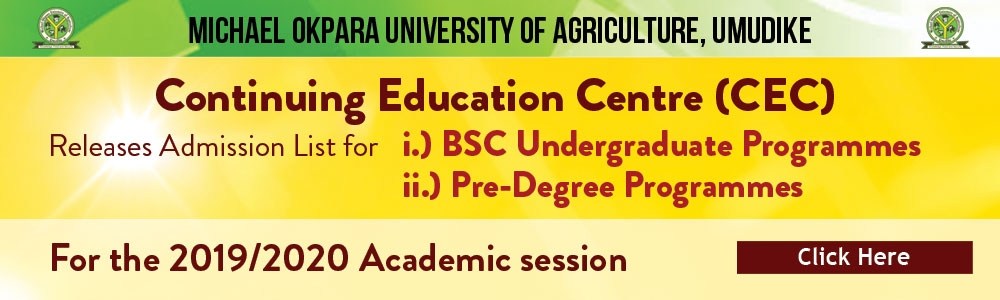 MICHAEL OKPARA UNIVERSITY OF AGRICULTURE, UMUDIKE
Continuing Education Centre (CEC)
Releases Admission List for i.) BSC Undergraduate Programmes
ii.) Pre-Degree Programmes
For the 2019/2020 Academic session
Click Here